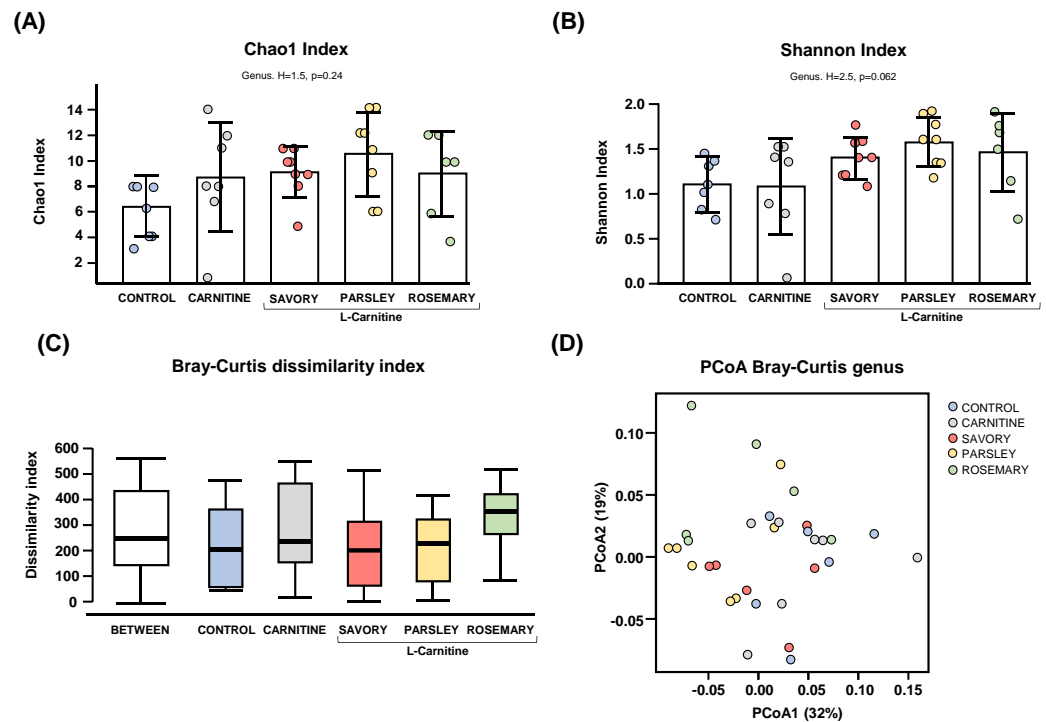 (A)
Chao1 Index
Genus. H=1.5, p=0.24
Chao1 Index
14
12
10
8
6
4
2
CONTROL CARNITINE SAVORY PARSLEY ROSEMARY
L-Carnitine
(B)
Shannon Index
Genus. H=2.5, p=0.062
Shannon Index
2.0
1.5
1.0
0.5
0.0
CONTROL CARNITINE SAVORY PARSLEY ROSEMARY
L-Carnitine
(C)
Bray-Curtis dissimilarity index
Dissimilarity index
600
500
400
300
200
100
0
BETWEEN CONTROL CARNITINE SAVORY PARSLEY ROSEMARY
L-Carnitine
(D)
PCoA Bray-Curtis genus
PCoA2 (19%)
0.10
0.05
0.00
-0.05
-0.05 0.00 0.05 0.10 0.15
PCoA1 (32%)
CONTROL
CARNITINE
SAVORY
PARSLEY
ROSEMARY